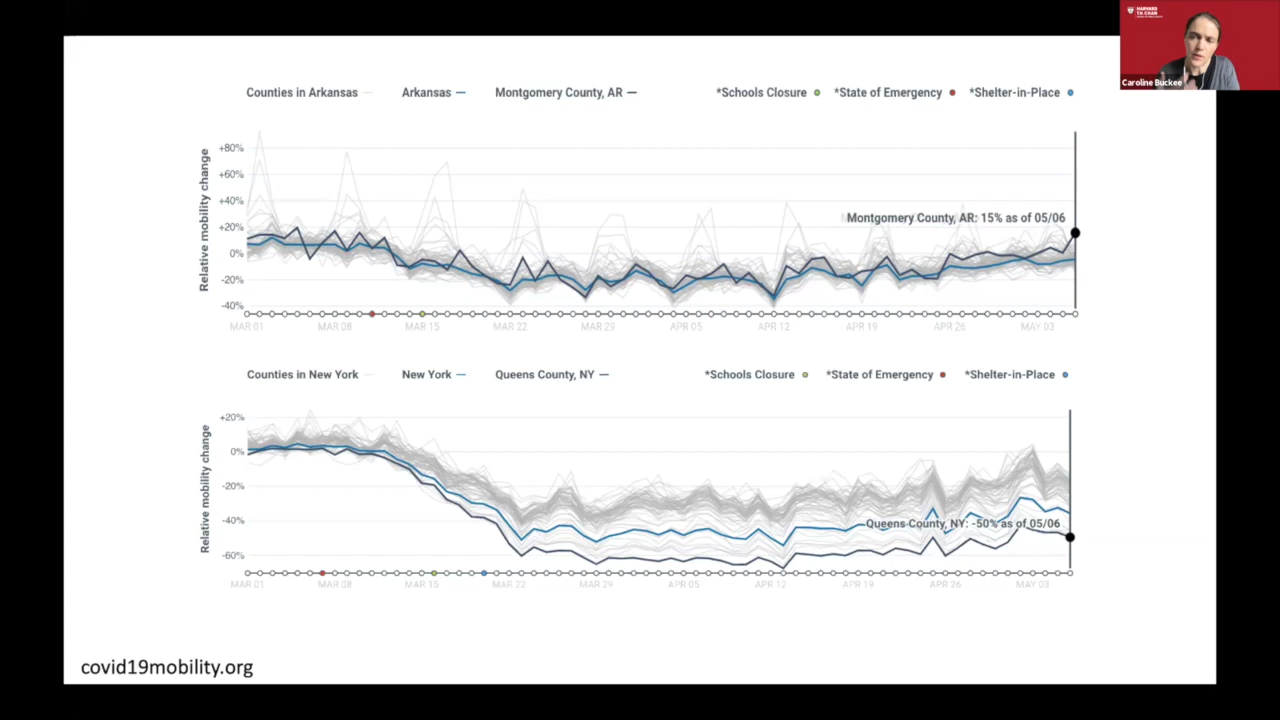 HARVARD
T.H. CHAN
Caroline Buckee
Counties in Arkansas
Arkansas
Montgomery County, AR
*Schools Closure
*State of Emergency
*Shelter-in-Place
Relative mobility change
+80%
+60%
+40%
+20%
0%
-20%
-40%
Montgomery County, AR: 15% as of 05/06
MAR 01
MAR 08
MAR 15
MAR 22
MAR 29
APR 05
APR 12
APR 19
APR 26
MAY 03
Counties in New York
New York
Queens County, NY
*Schools Closure
*State of Emergency
*Shelter-in-Place
Relative mobility change
+20%
0%
-20%
-40%
-60%
Queens County, NY: -50% as of 05/06
MAR 01
MAR 08
MAR 15
MAR 22
MAR 29
APR 05
APR 12
APR 19
APR 26
MAY 03
covid19mobility.org